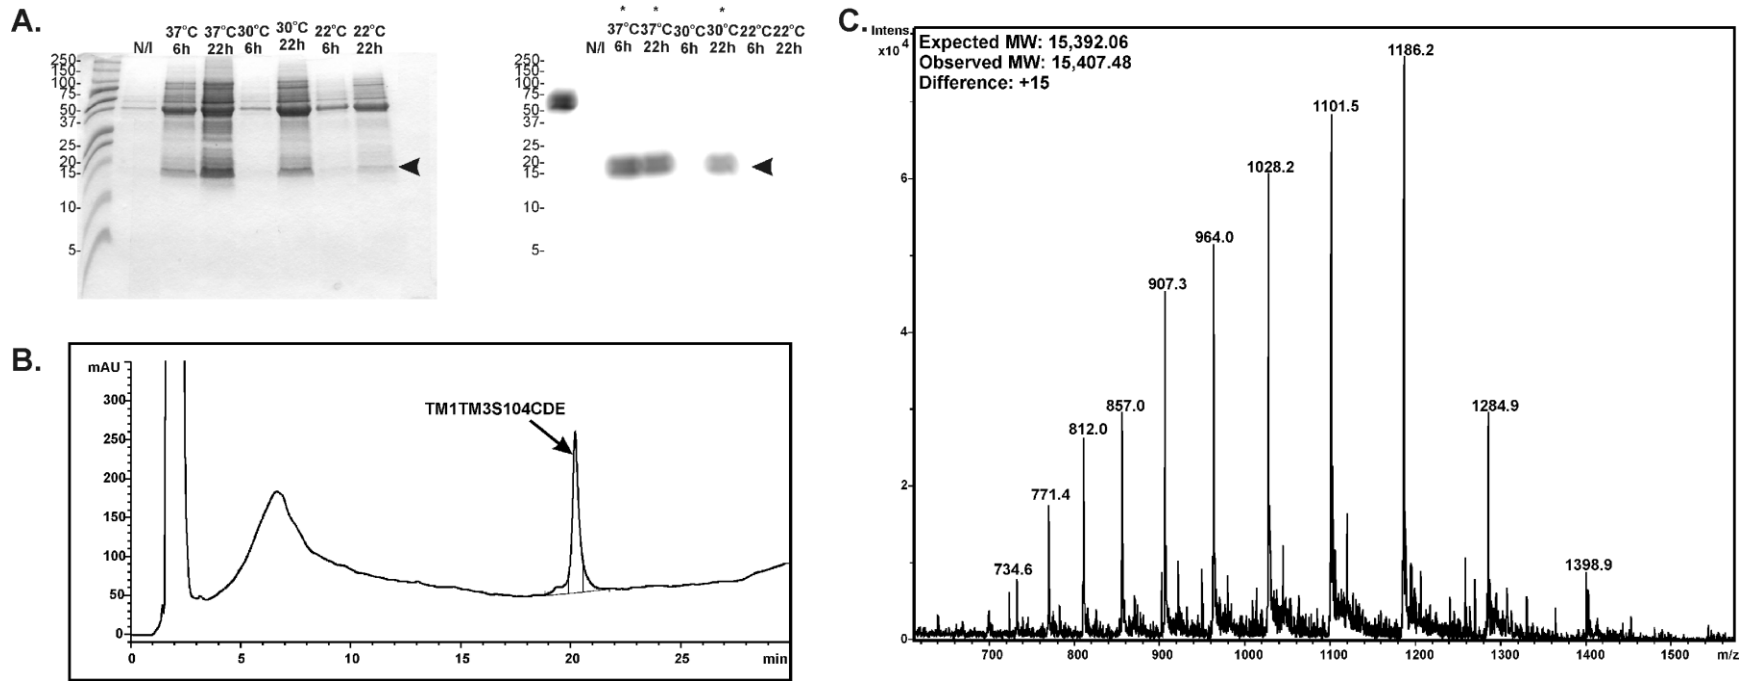 A.
37°C 37°C 30°C 30°C 22°C 22°C
N/I 6h 22h 6h 22h 6h 22h
250-
150-
100-
75-
50-
37-
25-
20-
15-
10-
5-
* * *
37°C 37°C 30°C 30°C 22°C 22°C
N/I 6h 22h 6h 22h 6h 22h
250-
150-
100-
75-
50-
37-
25-
20-
15-
10-
5-
B.
mAU
300
250
200
150
100
50
0
TM1TM3S104CDE
0 5 10 15 20 25 min
C.
Intens.
x10 4
Expected MW: 15,392.06
Observed MW: 15,407.48
Difference: +15
6
4
2
0
734.6
771.4
812.0
857.0
907.3
964.0
1028.2
1101.5
1186.2
1284.9
1398.9
700 800 900 1000 1100 1200 1300 1400 1500 m/z